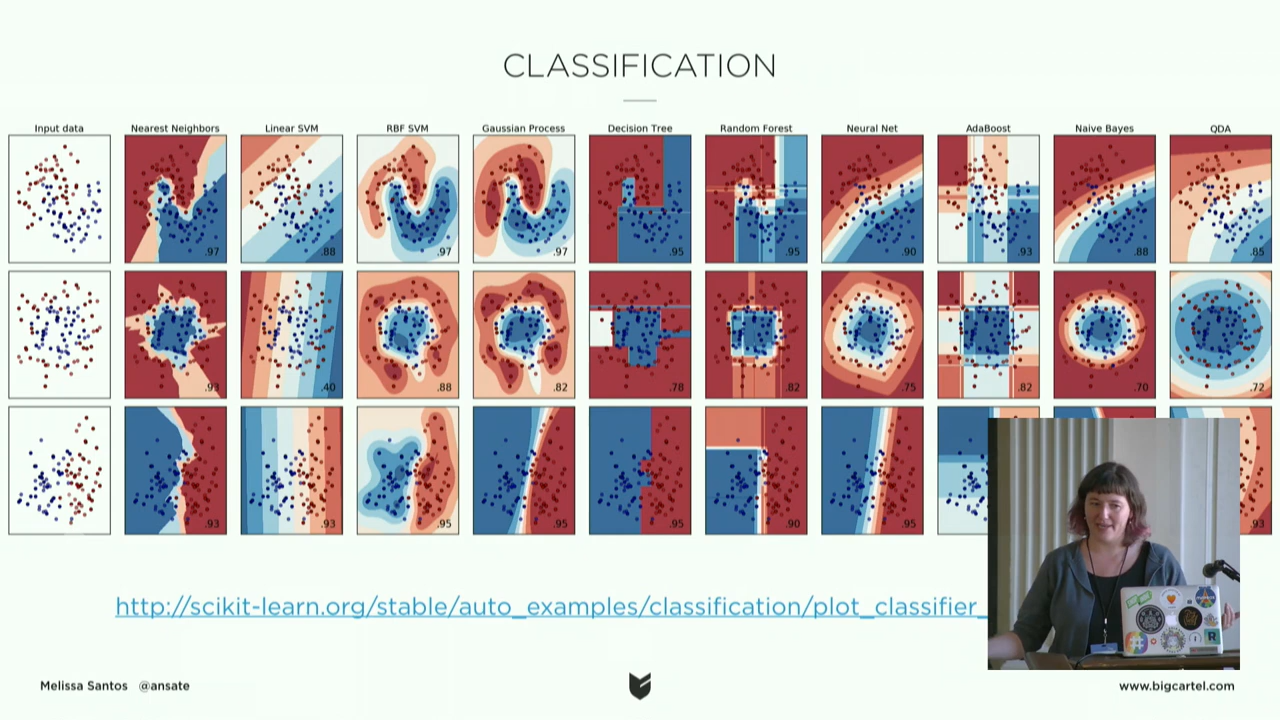 CLASSIFICATION
Input data Nearest Neighbors Linear SVM RBF SVM Gaussian Process Decision Tree Random Forest Neural Net AdaBoost Naive Bayes QDA
.97 .88 .97 .97 .95 .95 .90 .93 .88 .85
.93 .40 .88 .82 .78 .82 .75 .82 .70 .72
.93 .93 .95 .95 .95 .90 .95 .93
http://scikit-learn.org/stable/auto_examples/classification/plot_classifier_
Melissa Santos @ansate
www.bigcartel.com